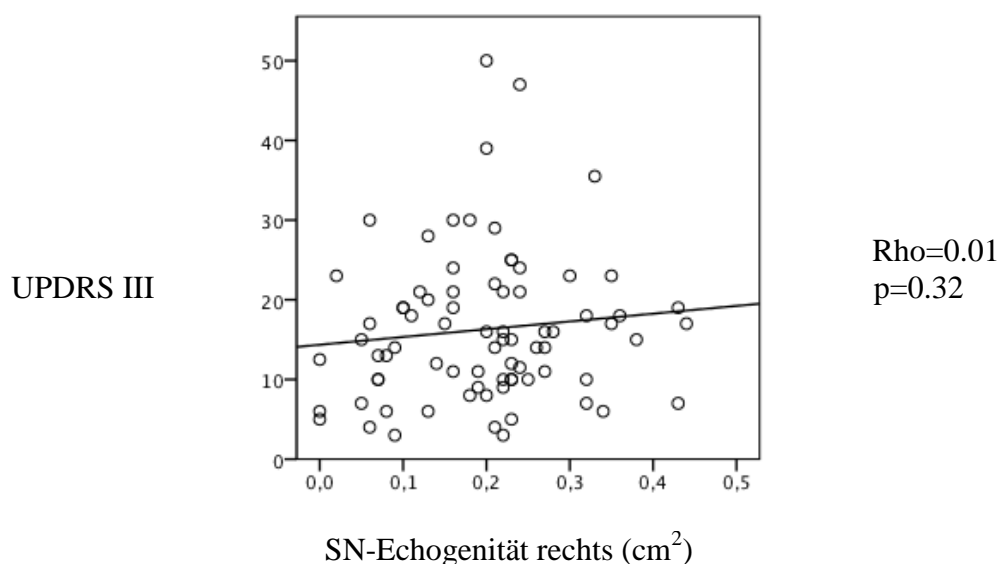 50
40
30
20
10
0
UPDRS III
Rho=0.01
p=0.32
0,0 0,1 0,2 0,3 0,4 0,5
SN-Echogenität rechts (cm²)